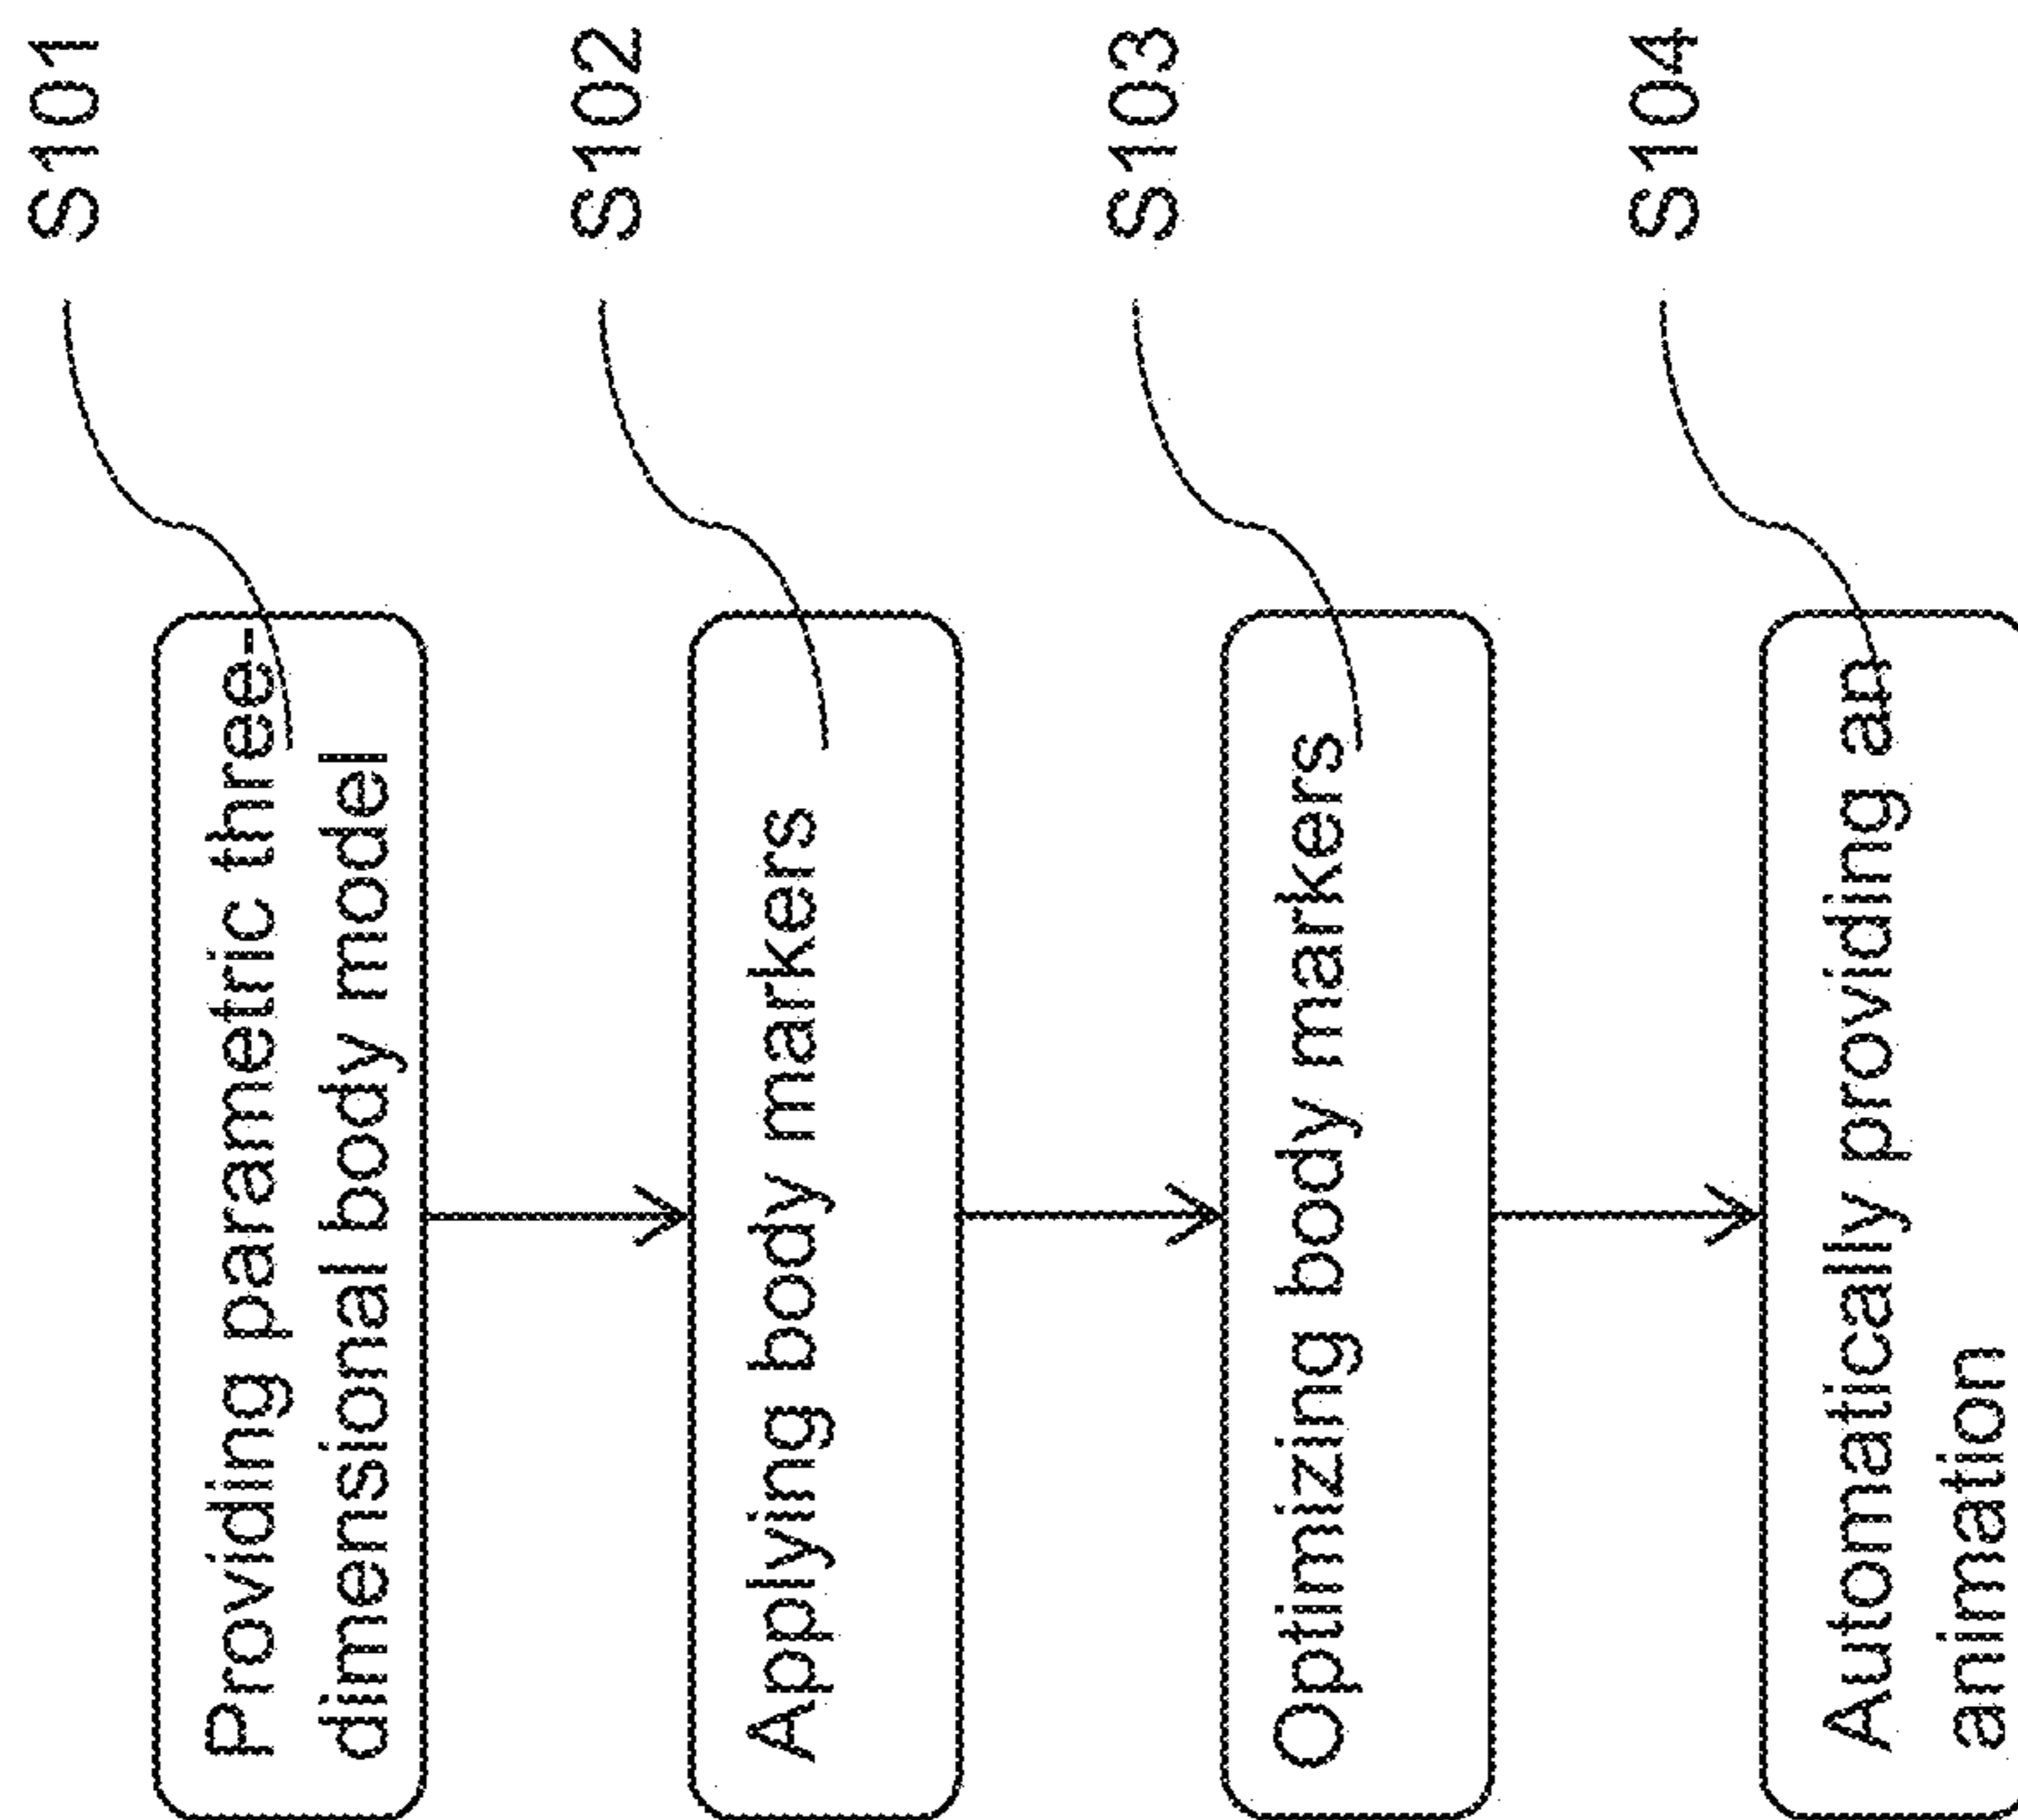 Providing parametric three-
dimensional body model
S101
Applying body markers
S102
Optimizing body markers
S103
Automatically providing an
animation
S104